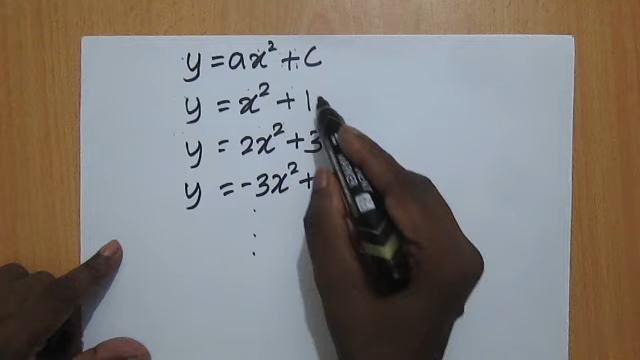 y = ax² + c
y = x² + 1
y = 2x² + 3
y = -3x² +
⋮